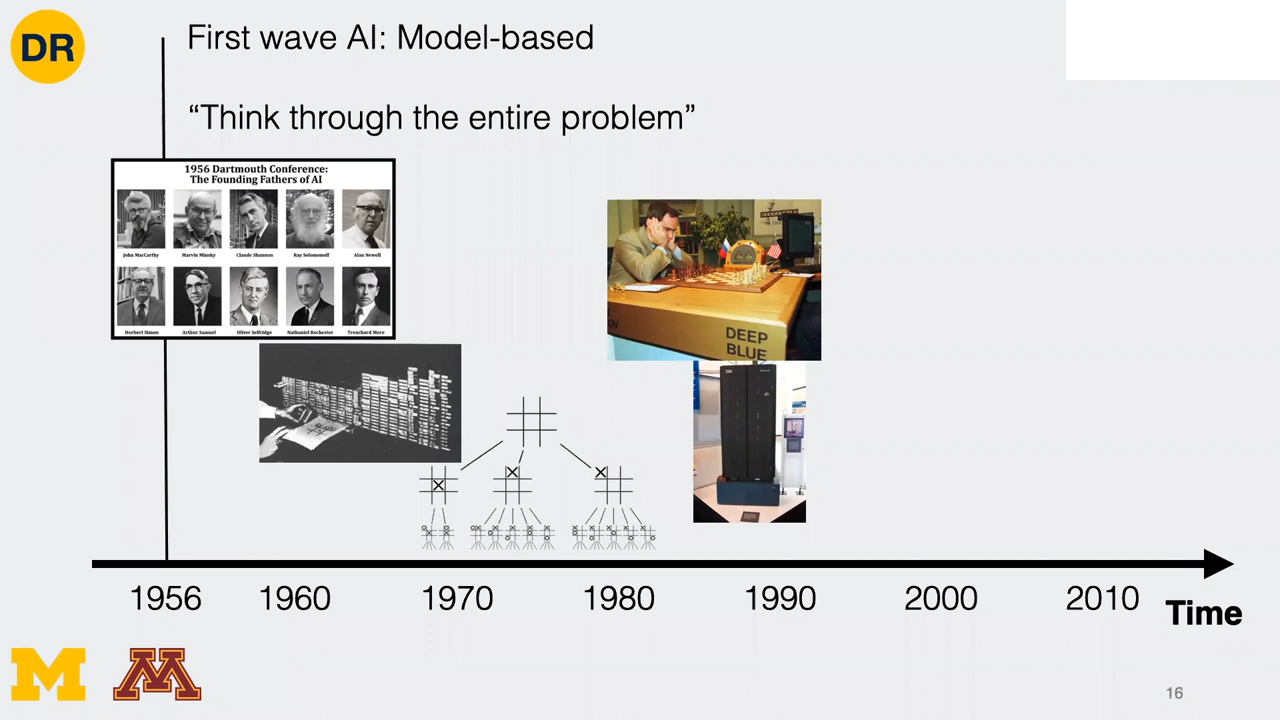 DR
First wave AI: Model-based
“Think through the entire problem”
1956 Dartmouth Conference:
The Founding Fathers of AI
John MacCarthy
Marvin Minsky
Claude Shannon
Ray Solomonoff
Alan Newell
Herbert Simon
Arthur Samuel
Oliver Selfridge
Nathaniel Rochester
Trenchard More
DEEP
BLUE
1956 1960 1970 1980 1990 2000 2010
Time
M M
16